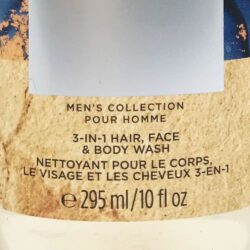 MEN'S COLLECTION
POUR HOMME
3-IN-1 HAIR, FACE
& BODY WASH
NETTOYANT POUR LE CORPS,
LE VISAGE ET LES CHEVEUX 3-EN-1
℮ 295 ml/10 fl oz